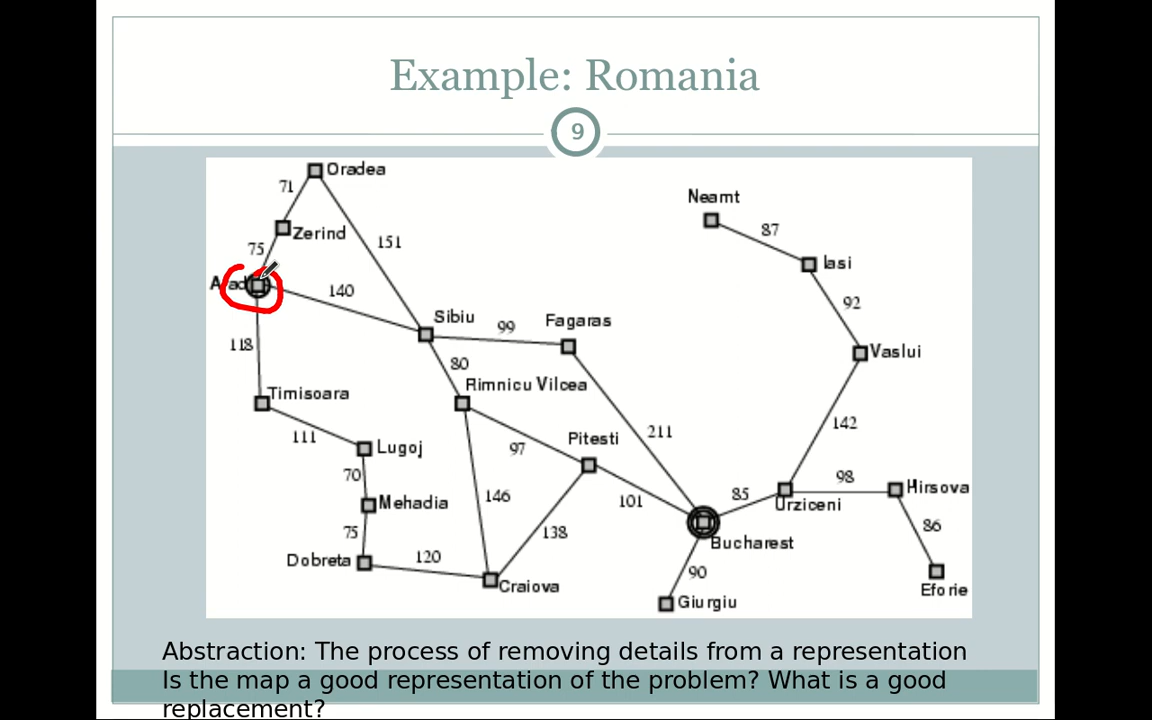 Example: Romania
9
Oradea
71
Neamt
87
Zerind
151
75
Iasi
Arad
140
92
Sibiu
99
Fagaras
118
80
Vaslui
Rimnicu Vilcea
Timisoara
142
111
97
Pitesti
211
Lugoj
70
98
Hirsova
85
146
101
Mehadia
Urziceni
75
138
86
Bucharest
120
Dobreta
90
Craiova
Giurgiu
Eforie
Abstraction: The process of removing details from a representation
Is the map a good representation of the problem? What is a good
replacement?